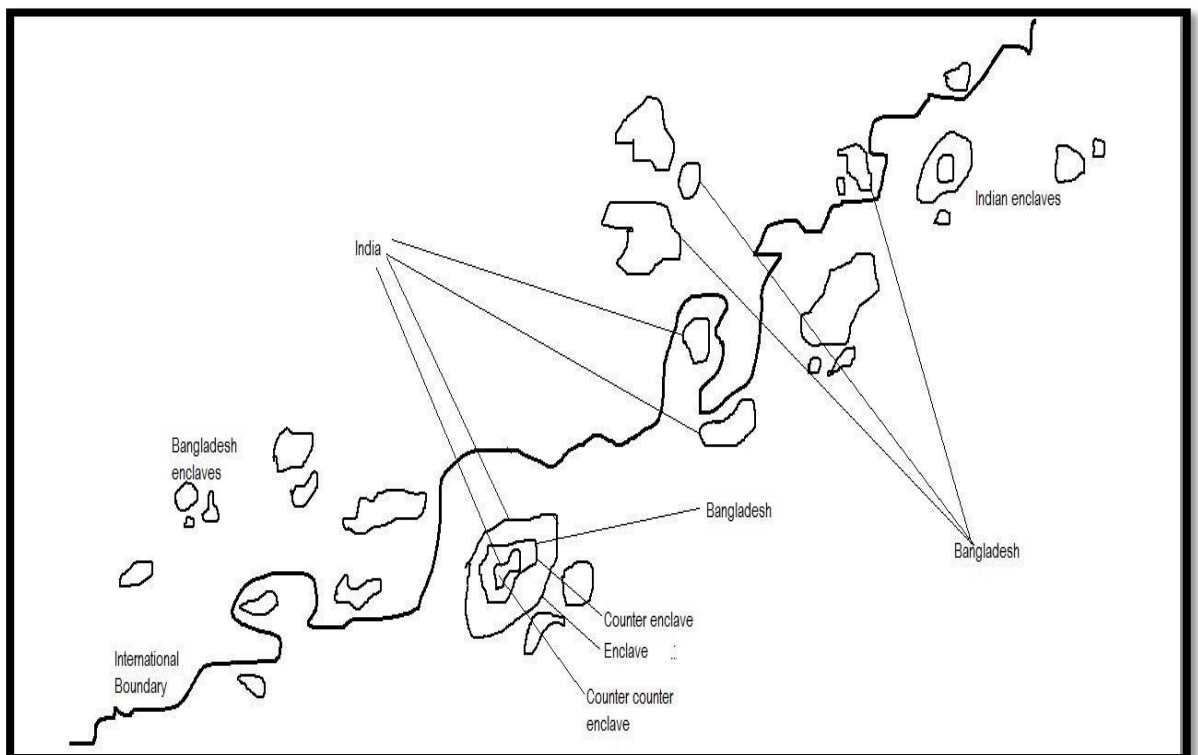 Indian enclaves
India
Bangladesh
enclaves
Bangladesh
Bangladesh
Counter enclave
Enclave
International
Boundary
Counter counter
enclave